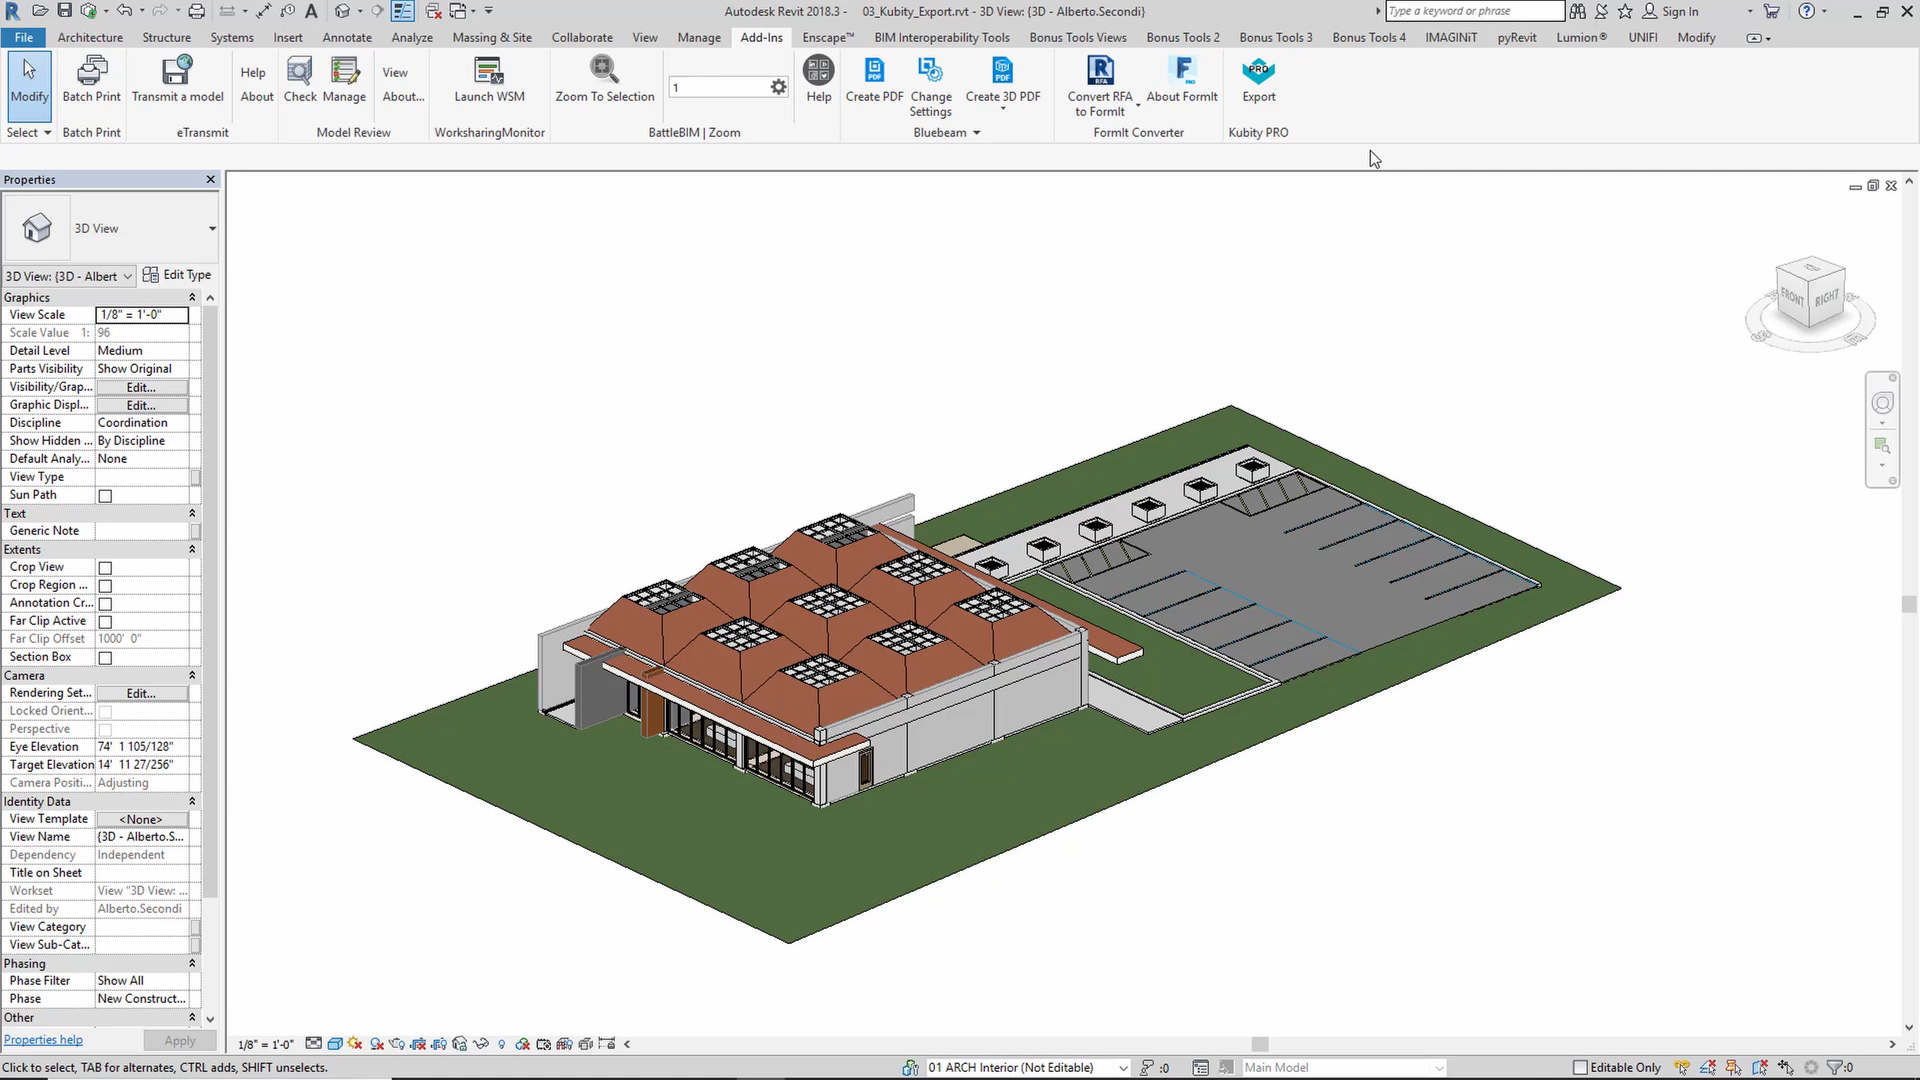 Autodesk Revit 2018.3 - 03_Kubity_Export.rvt - 3D View: {3D - Alberto.Secondi}
Type a keyword or phrase
Sign In
File Architecture Structure Systems Insert Annotate Analyze Massing & Site Collaborate View Manage Add-Ins Enscape™ BIM Interoperability Tools Bonus Tools Views Bonus Tools 2 Bonus Tools 3 Bonus Tools 4 IMAGINiT pyRevit Lumion® UNIFI Modify
Modify Batch Print Transmit a model Help About Check Manage View About... Launch WSM Zoom To Selection 1 Help Create PDF Change Settings Create 3D PDF Convert RFA to FormIt About FormIt Export
Select Batch Print eTransmit Model Review WorksharingMonitor BattleBIM | Zoom Bluebeam FormIt Converter Kubity PRO
Properties
3D View
3D View: {3D - Albert Edit Type
Graphics
View Scale 1/8" = 1'-0"
Scale Value 1: 96
Detail Level Medium
Parts Visibility Show Original
Visibility/Grap... Edit...
Graphic Displ... Edit...
Discipline Coordination
Show Hidden ... By Discipline
Default Analy... None
View Type
Sun Path
Text
Generic Note
Extents
Crop View
Crop Region ...
Annotation Cr...
Far Clip Active
Far Clip Offset 1000' 0"
Section Box
Camera
Rendering Set... Edit...
Locked Orient...
Perspective
Eye Elevation 74' 1 105/128"
Target Elevation 14' 11 27/256"
Camera Positi... Adjusting
Identity Data
View Template <None>
View Name {3D - Alberto.S...
Dependency Independent
Title on Sheet
Workset View "3D View: ...
Edited by Alberto.Secondi
View Category
View Sub-Cat...
Phasing
Phase Filter Show All
Phase New Construct...
Other
Properties help Apply
TOP
FRONT RIGHT
1/8" = 1'-0"
Click to select, TAB for alternates, CTRL adds, SHIFT unselects.
01 ARCH Interior (Not Editable) :0 Main Model Editable Only :0